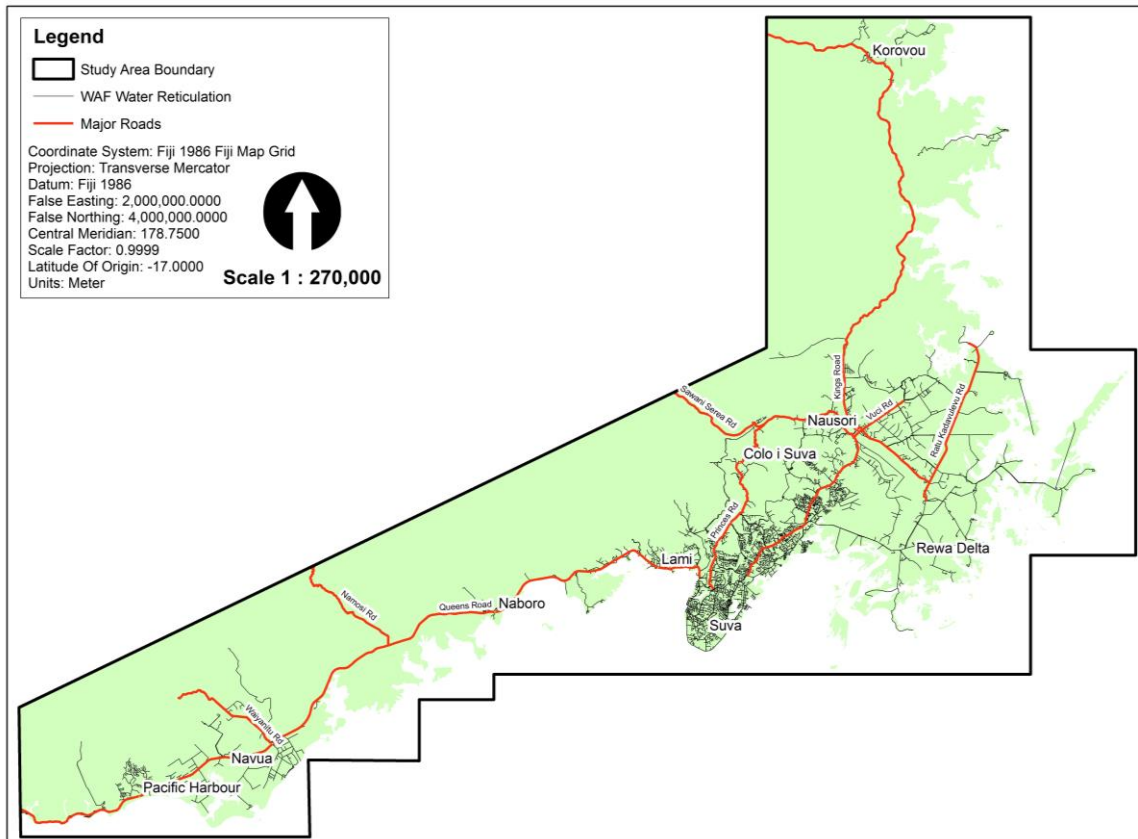 Legend
Study Area Boundary
WAF Water Reticulation
Major Roads
Coordinate System: Fiji 1986 Fiji Map Grid
Projection: Transverse Mercator
Datum: Fiji 1986
False Easting: 2,000,000.0000
False Northing: 4,000,000.0000
Central Meridian: 178.7500
Scale Factor: 0.9999
Latitude Of Origin: -17.0000
Units: Meter
Scale 1 : 270,000
Korovou
Kings Road
Sawani Serea Rd
Nausori
Vuci Rd
Ratu Kadavulevu Rd
Colo i Suva
Princes Rd
Rewa Delta
Lami
Suva
Namosi Rd
Queens Road
Naboro
Waiyanitu Rd
Navua
Pacific Harbour